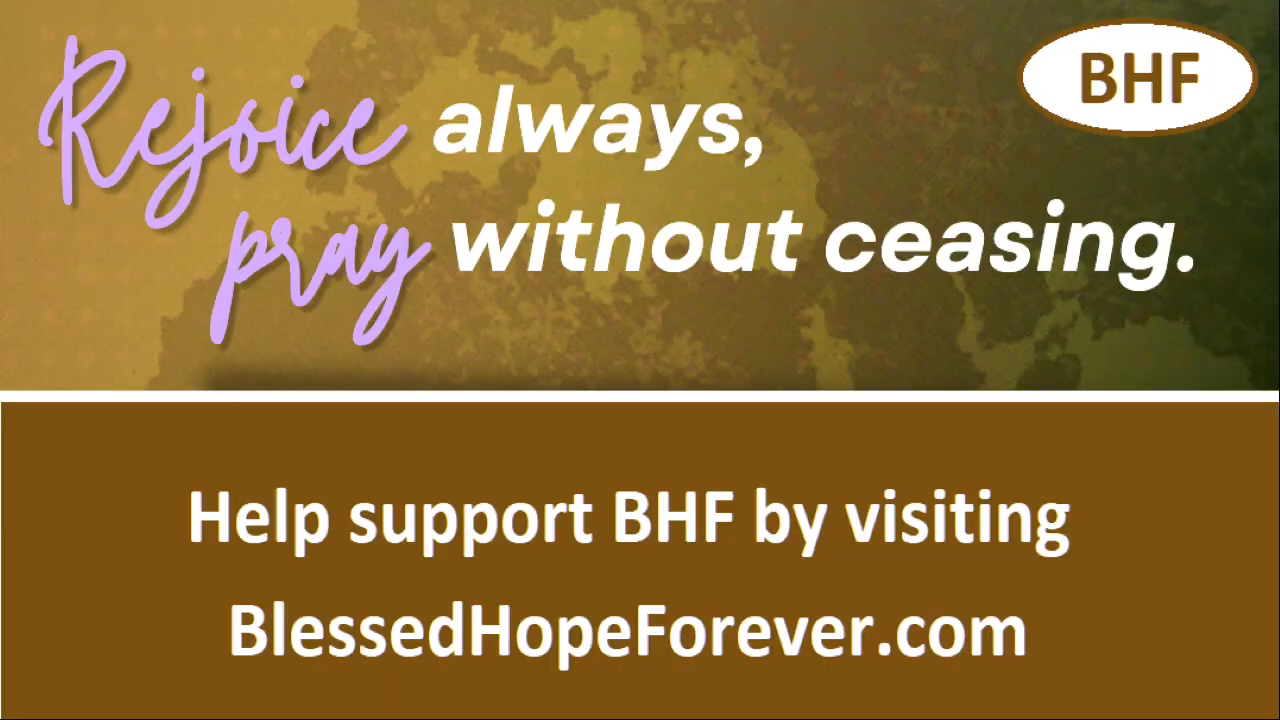 BHF
Rejoice always,
pray without ceasing.
Help support BHF by visiting
BlessedHopeForever.com